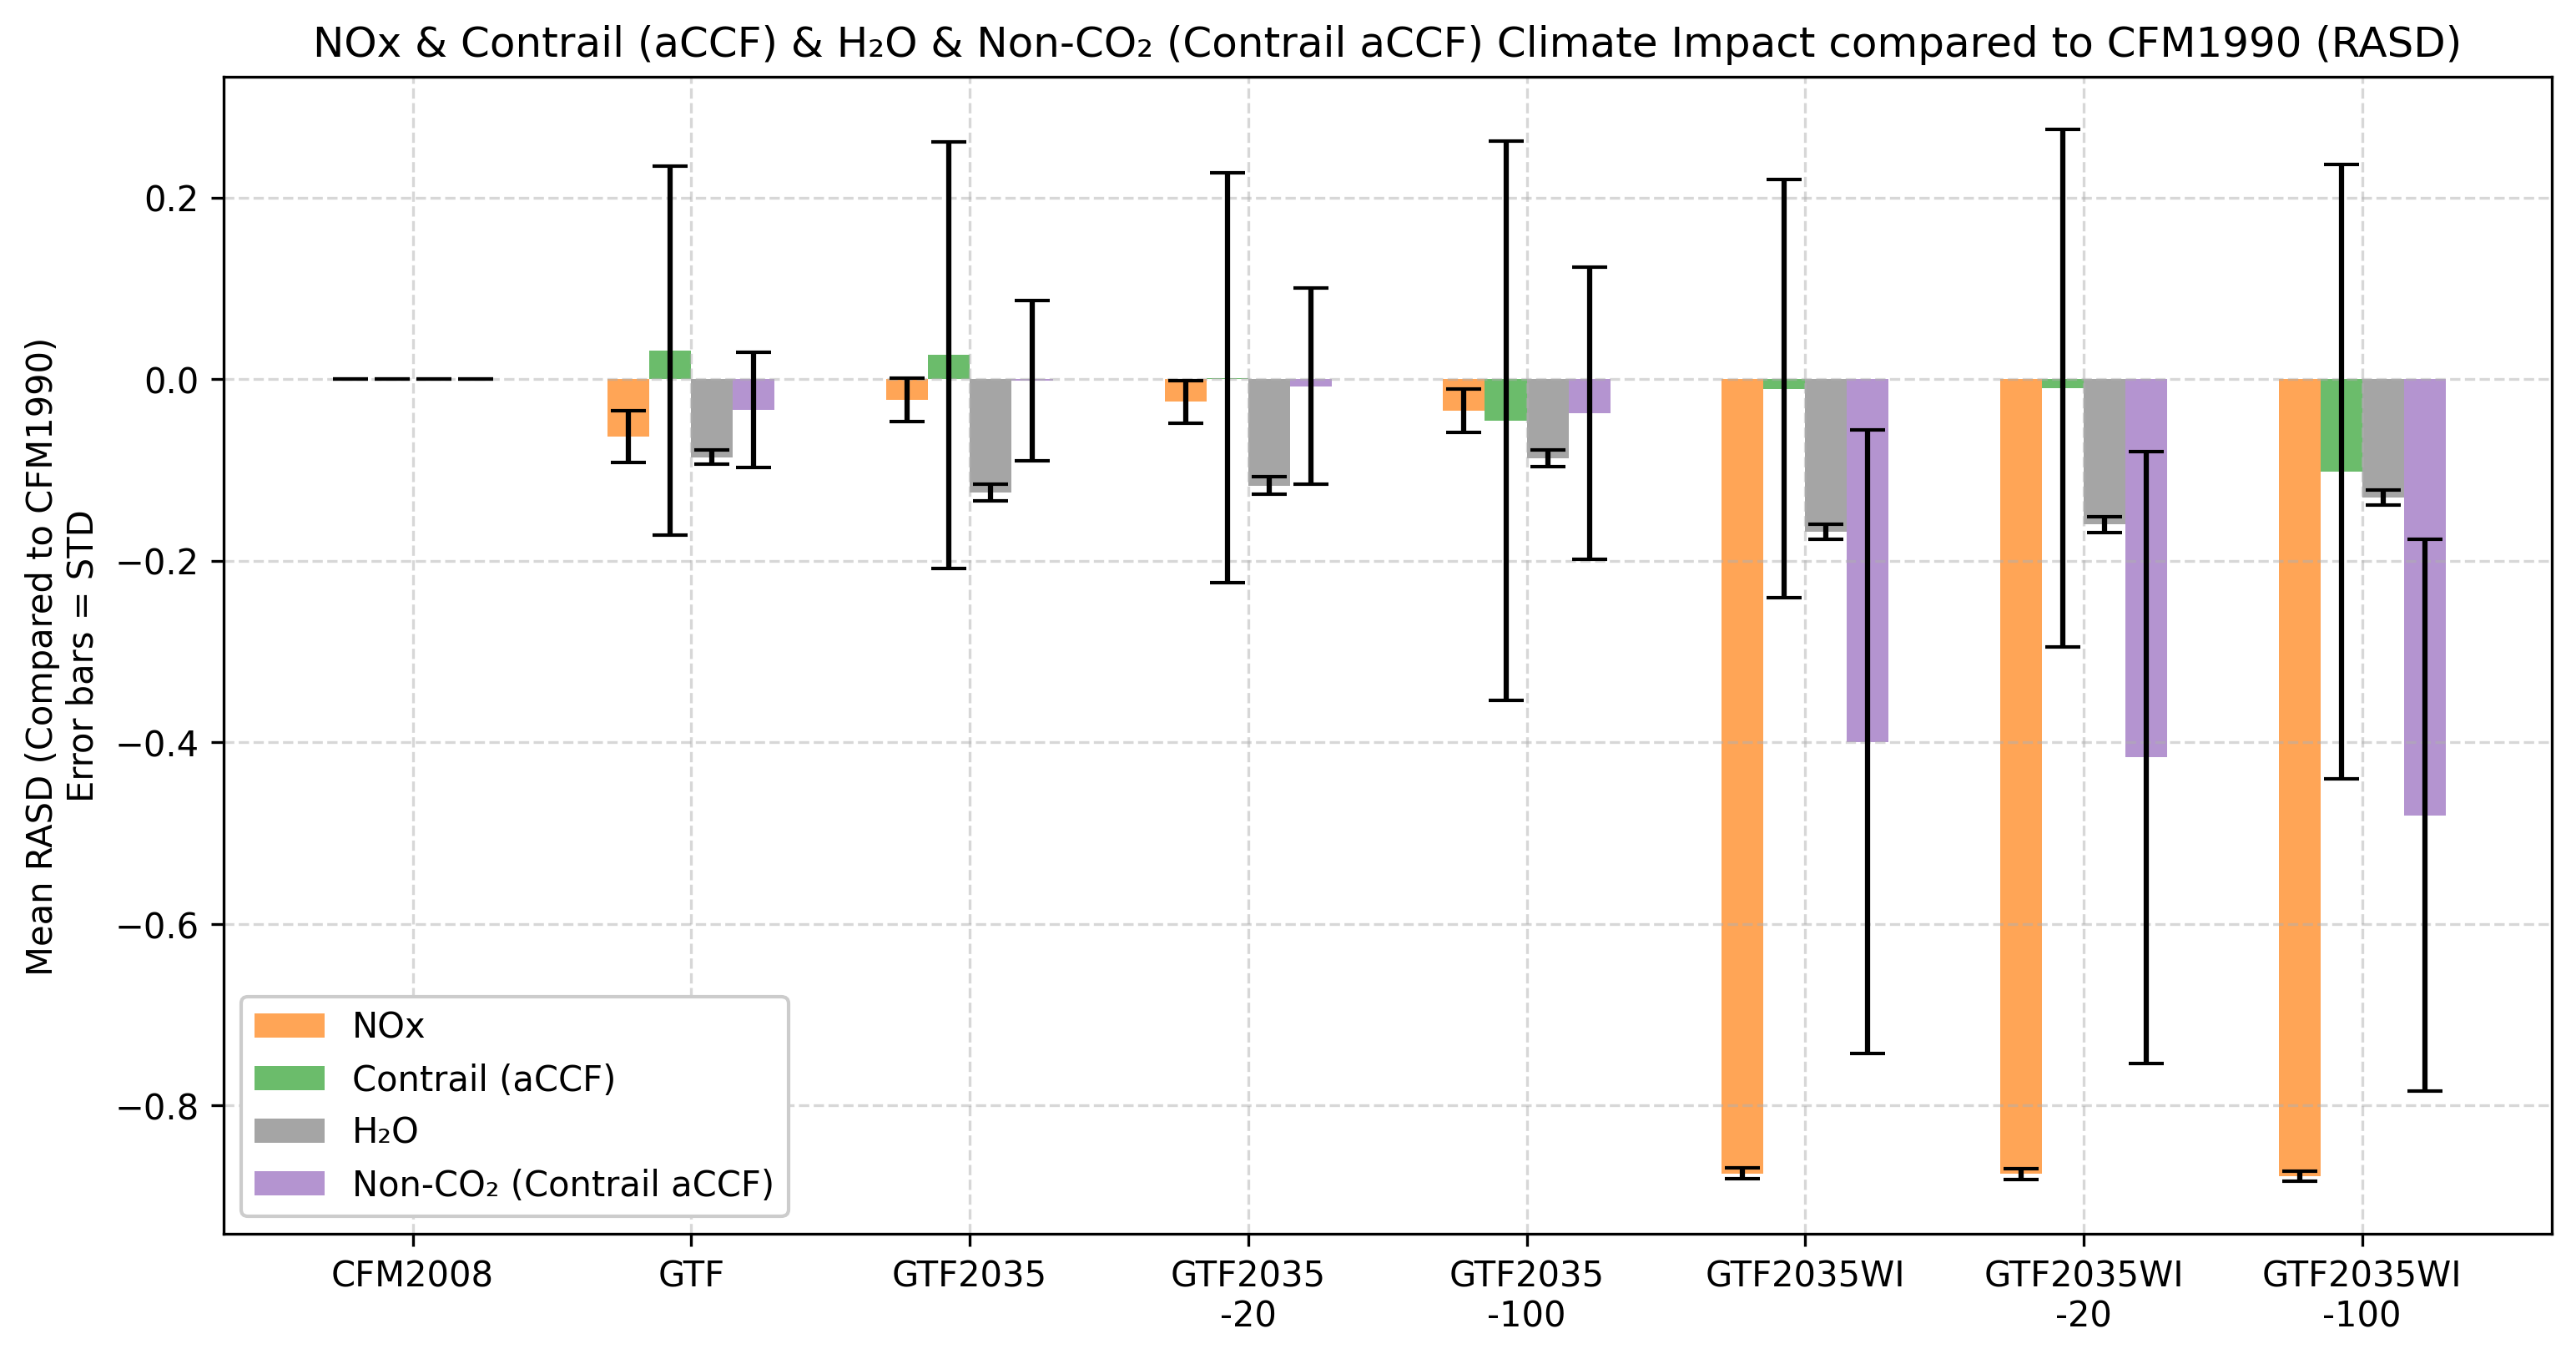 NOx & Contrail (aCCF) & H₂O & Non-CO₂ (Contrail aCCF) Climate Impact compared to CFM1990 (RASD)
Mean RASD (Compared to CFM1990)
Error bars = STD
0.2
0.0
−0.2
−0.4
−0.6
−0.8
NOx
Contrail (aCCF)
H₂O
Non-CO₂ (Contrail aCCF)
CFM2008
GTF
GTF2035
GTF2035
-20
GTF2035
-100
GTF2035WI
GTF2035WI
-20
GTF2035WI
-100